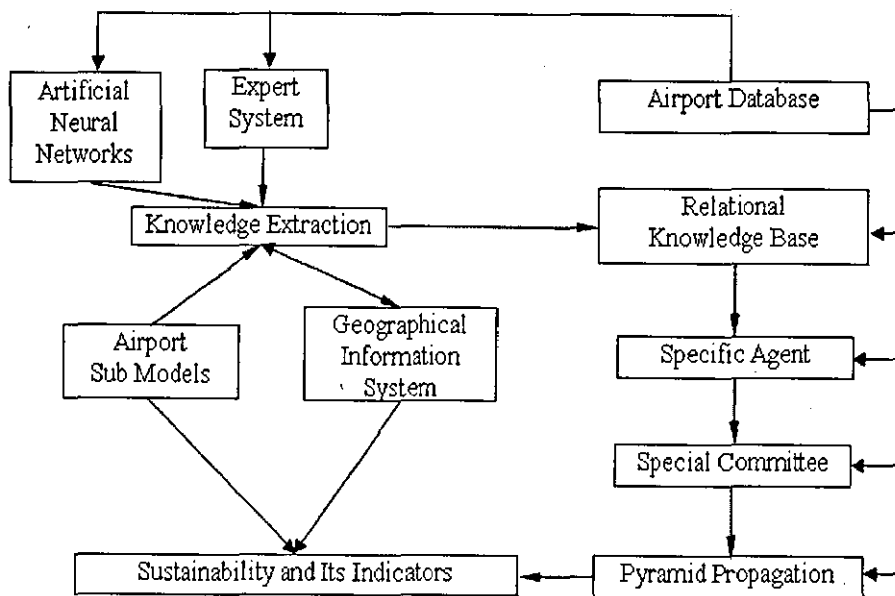 Artificial
Neural
Networks
Expert
System
Airport Database
Knowledge Extraction
Relational
Knowledge Base
Airport
Sub Models
Geographical
Information
System
Specific Agent
Special Committee
Sustainability and Its Indicators
Pyramid Propagation